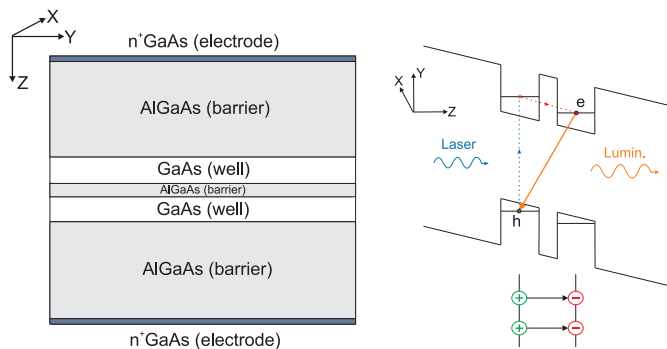 X
Y
Z
n⁺GaAs (electrode)
AlGaAs (barrier)
GaAs (well)
AlGaAs (barrier)
GaAs (well)
AlGaAs (barrier)
n⁺GaAs (electrode)
X
Y
Z
e
Laser
Lumin.
h
+ −
+ −